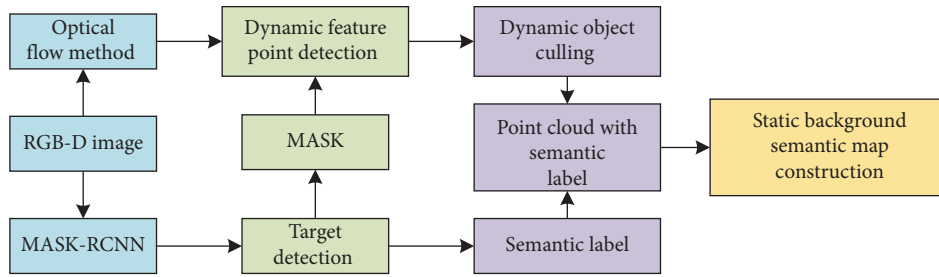 Optical
flow method
Dynamic feature
point detection
Dynamic object
culling
RGB-D image
MASK
Point cloud with
semantic
label
Static background
semantic map
construction
MASK-RCNN
Target
detection
Semantic label